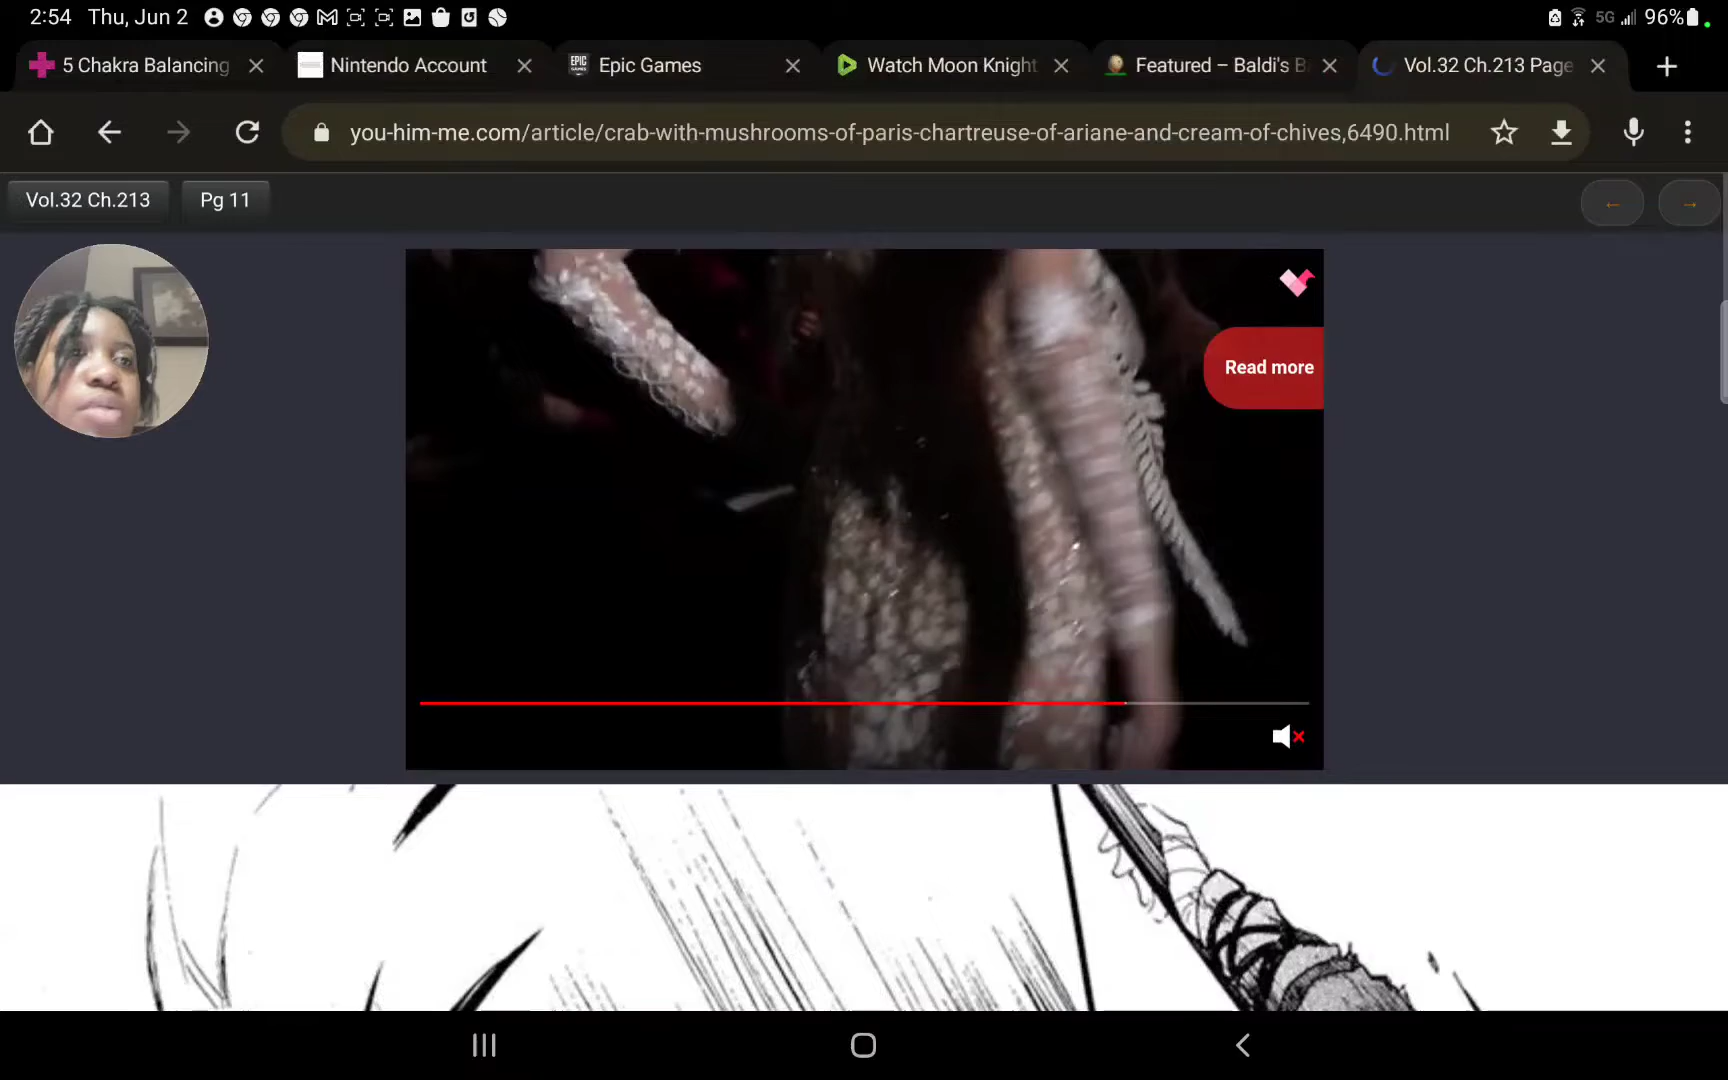 2:54 Thu, Jun 2
5G 96%
5 Chakra Balancing
Nintendo Account
EPIC GAMES Epic Games
Watch Moon Knight
Featured – Baldi's B
Vol.32 Ch.213 Page
you-him-me.com/article/crab-with-mushrooms-of-paris-chartreuse-of-ariane-and-cream-of-chives,6490.html
Vol.32 Ch.213 Pg 11
Read more